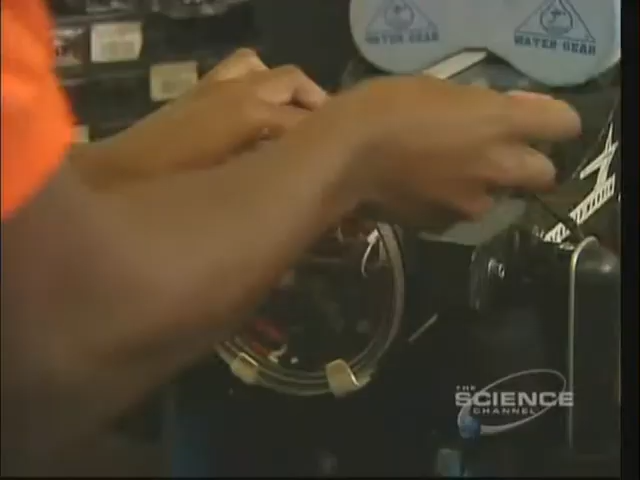 WATER GEAR
WATER GEAR
THE
SCIENCE
CHANNEL